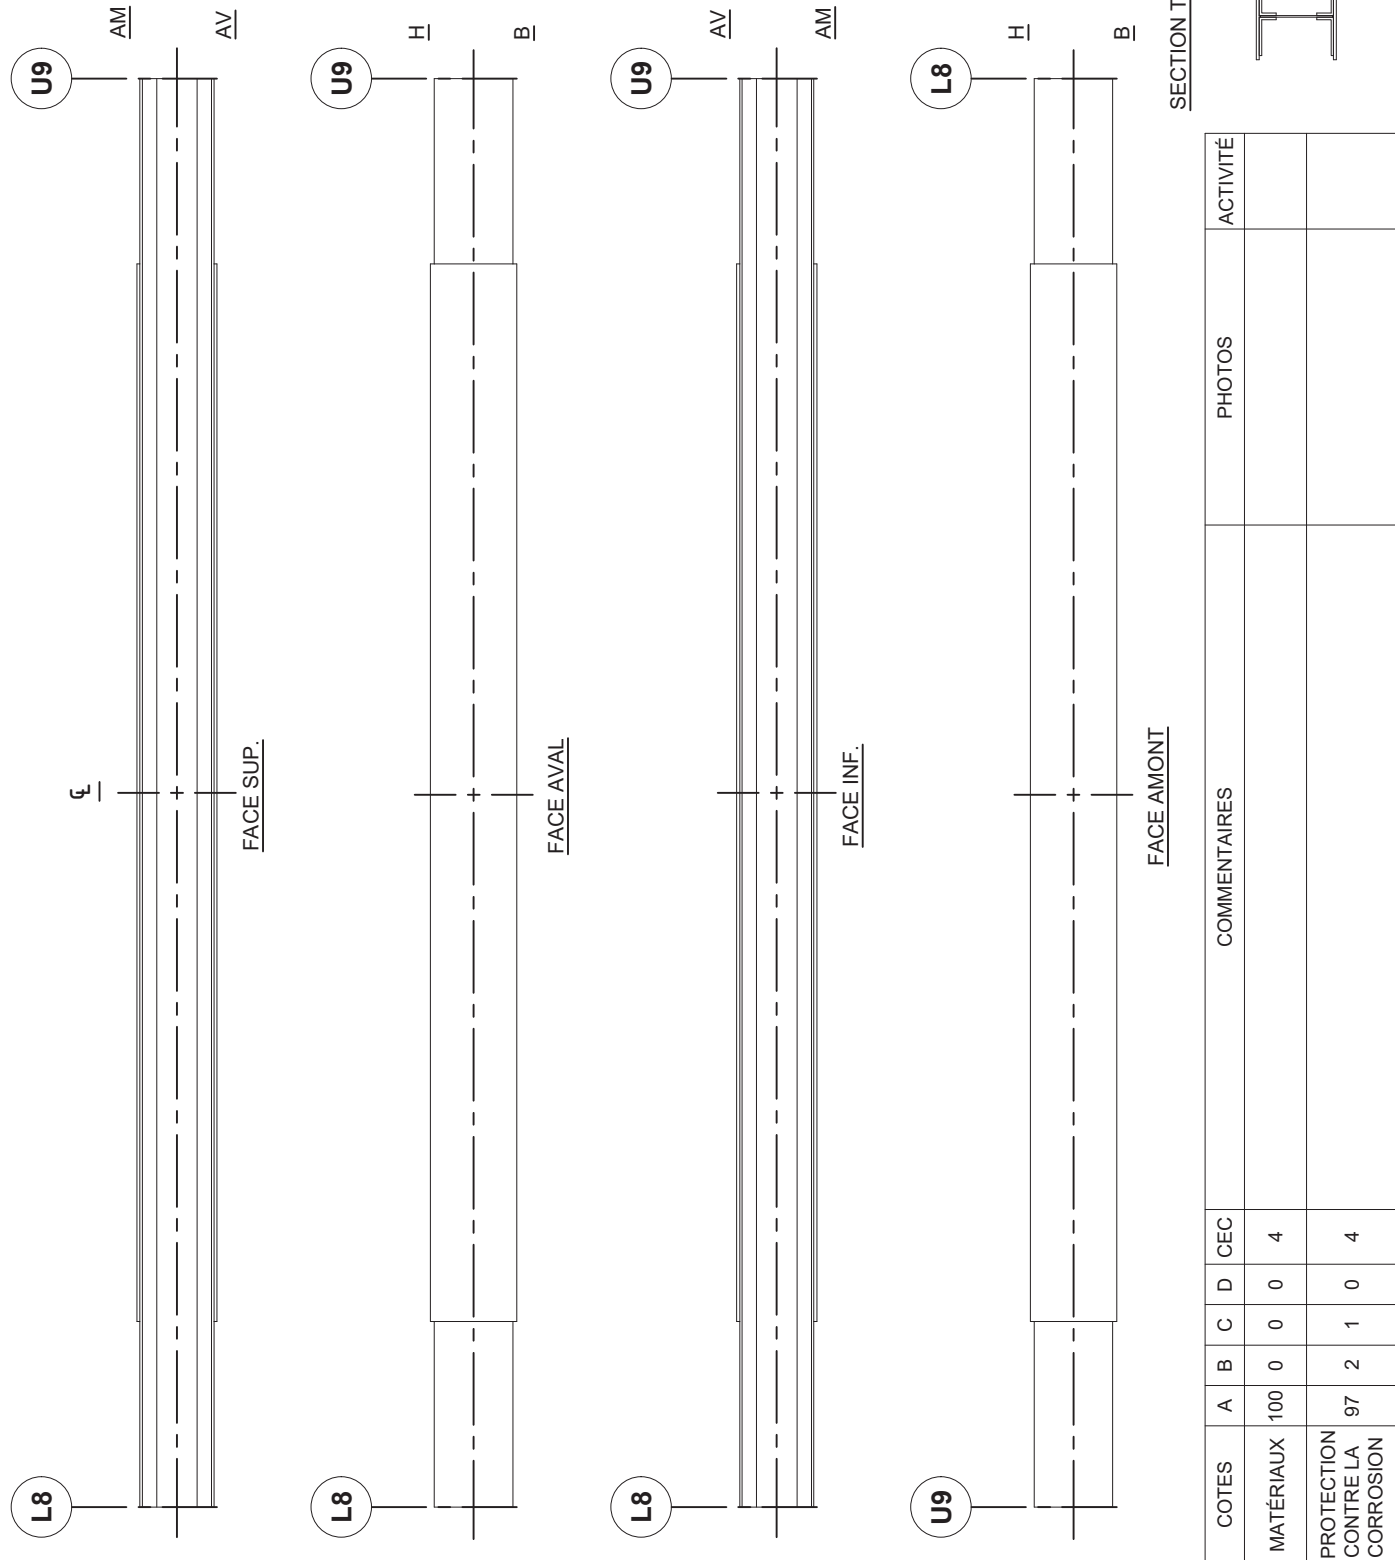 L8 U9
℄
AM
AV
FACE SUP.
L8 U9
H
B
FACE AVAL
L8 U9
AV
AM
FACE INF.
U9 L8
H
B
FACE AMONT
SECTION T
COTES A B C D CEC COMMENTAIRES PHOTOS ACTIVITÉ
MATÉRIAUX 100 0 0 0 4
PROTECTION
CONTRE LA 97 2 1 0 4
CORROSION